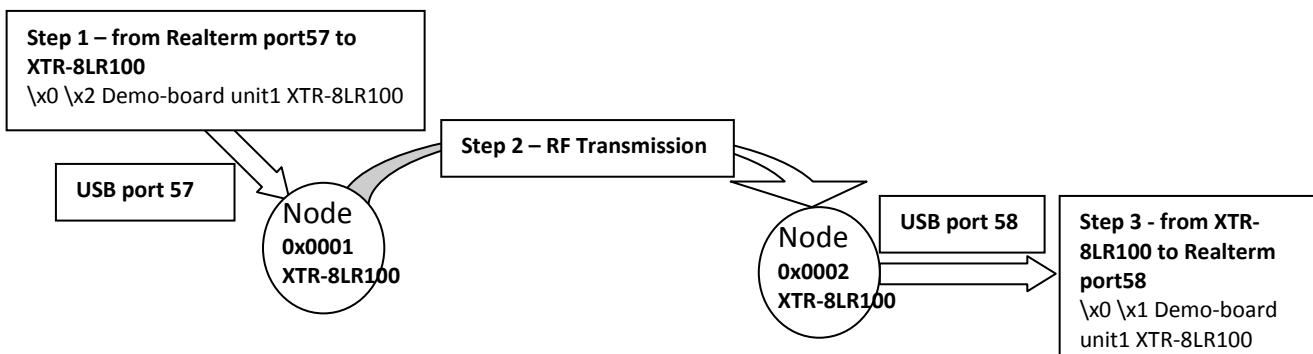 Step 1 – from Realterm port57 to
XTR-8LR100
\x0 \x2 Demo-board unit1 XTR-8LR100
USB port 57
Node
0x0001
XTR-8LR100
Step 2 – RF Transmission
Node
0x0002
XTR-8LR100
USB port 58
Step 3 - from XTR-
8LR100 to Realterm
port58
\x0 \x1 Demo-board
unit1 XTR-8LR100